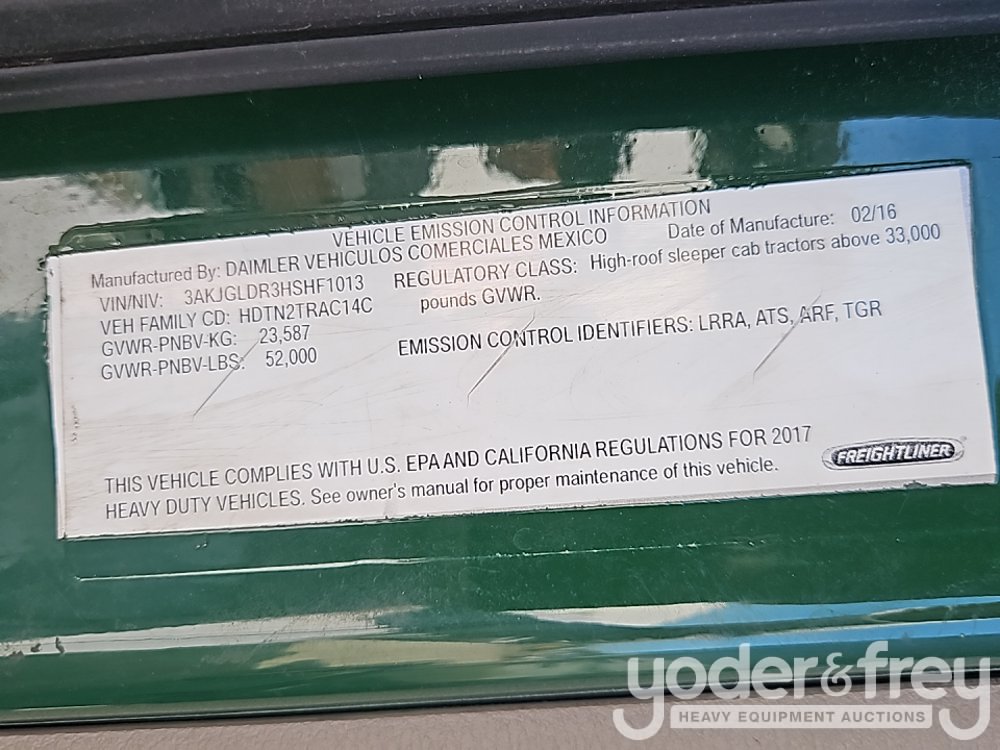 VEHICLE EMISSION CONTROL INFORMATION
Manufactured By: DAIMLER VEHICULOS COMERCIALES MEXICO
Date of Manufacture: 02/16
VIN/NIV: 3AKJGLDR3HSHF1013
VEH FAMILY CD: HDTN2TRAC14C
GVWR-PNBV-KG: 23,587
GVWR-PNBV-LBS: 52,000
REGULATORY CLASS: High-roof sleeper cab tractors above 33,000
pounds GVWR.
EMISSION CONTROL IDENTIFIERS: LRRA, ATS, ARF, TGR
THIS VEHICLE COMPLIES WITH U.S. EPA AND CALIFORNIA REGULATIONS FOR 2017
HEAVY DUTY VEHICLES. See owner's manual for proper maintenance of this vehicle.
FREIGHTLINER
yoder&frey
HEAVY EQUIPMENT AUCTIONS